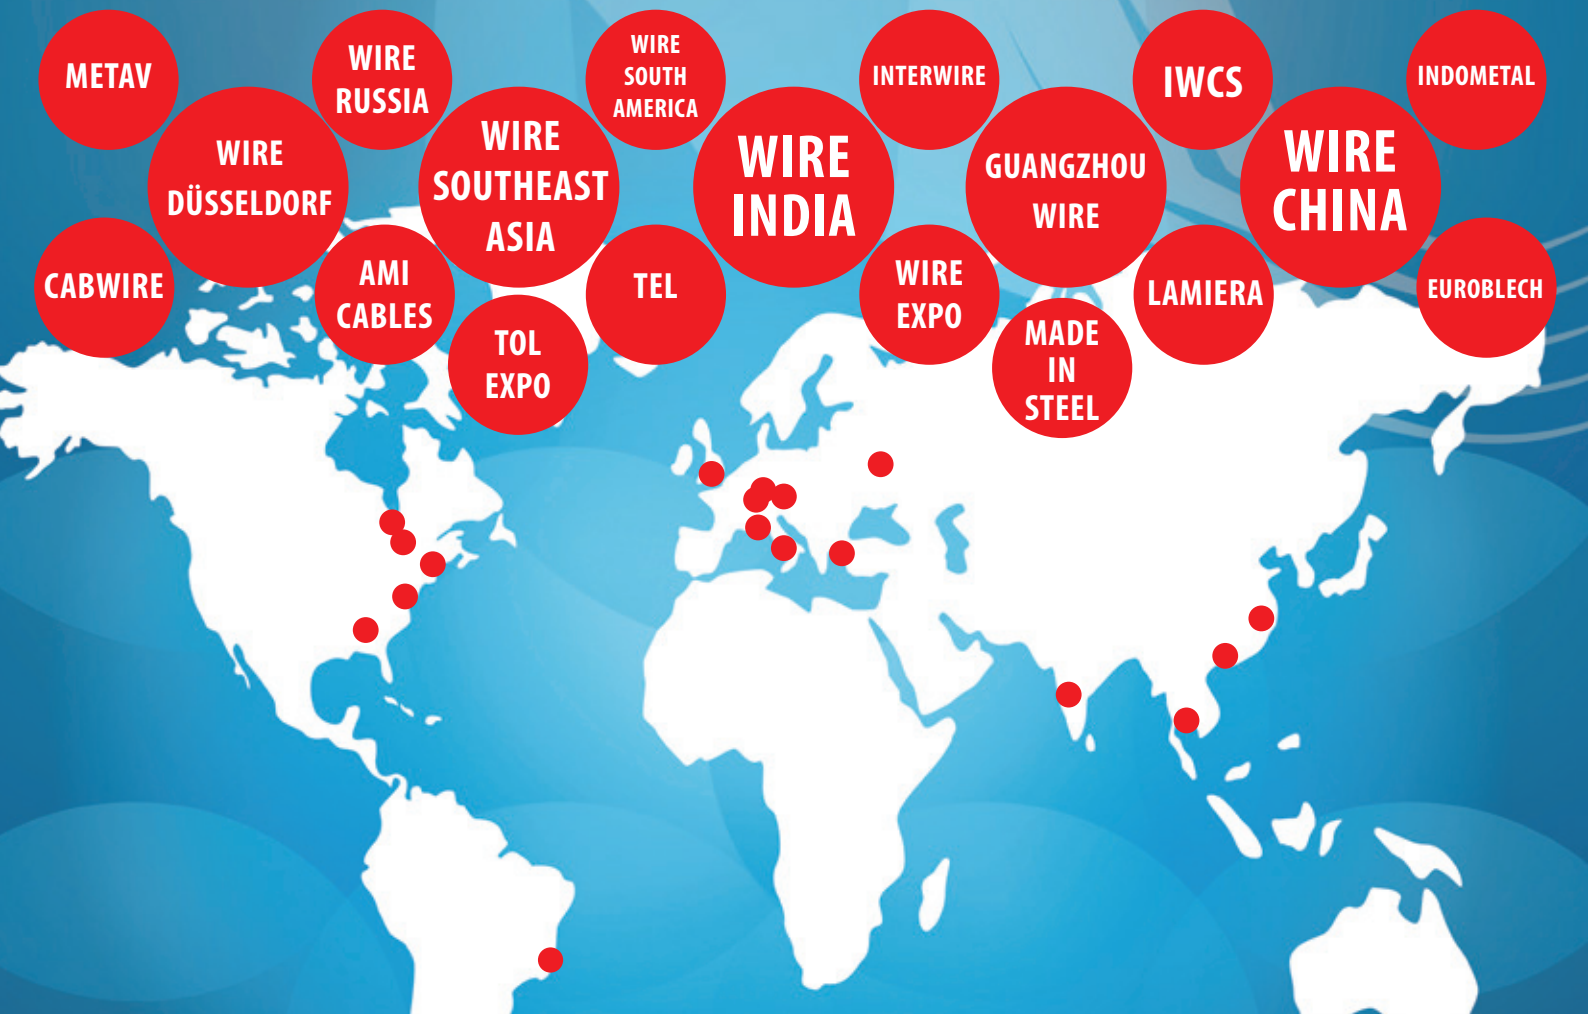 METAV
WIRE
RUSSIA
WIRE
SOUTH
AMERICA
INTERWIRE
IWCS
INDOMETAL
WIRE
DÜSSELDORF
WIRE
SOUTHEAST
ASIA
WIRE
INDIA
GUANGZHOU
WIRE
WIRE
CHINA
CABWIRE
AMI
CABLES
TEL
WIRE
EXPO
LAMIERA
EUROBLECH
TOL
EXPO
MADE
IN
STEEL